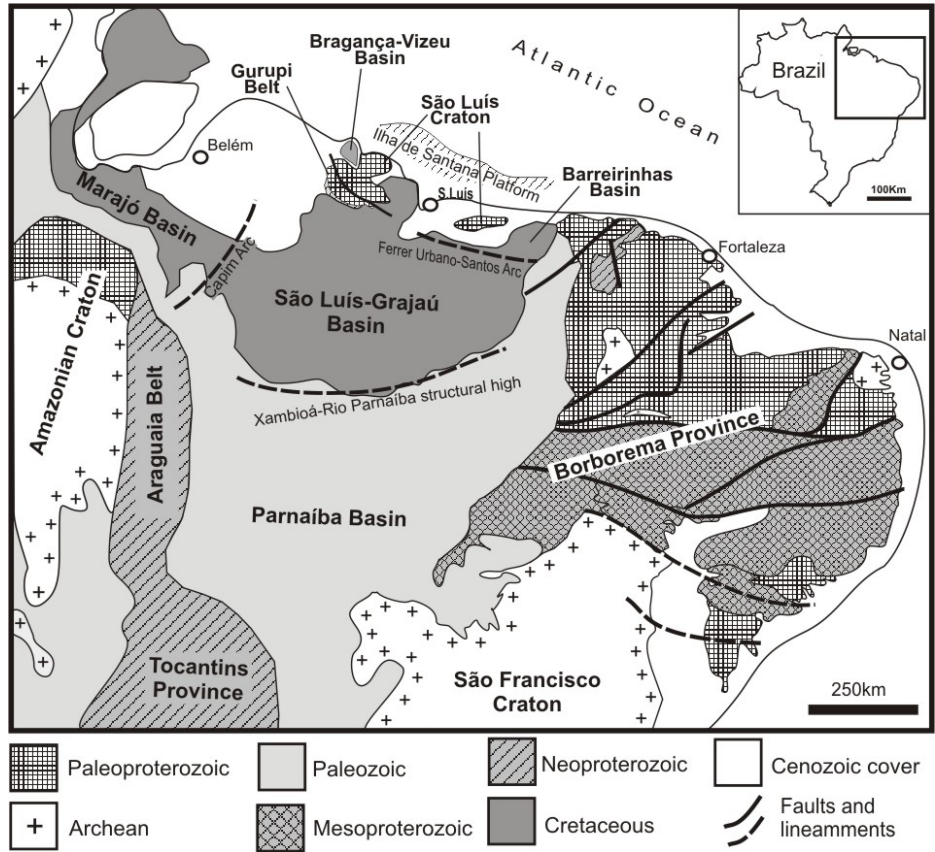 Bragança-Vizeu
Basin
Gurupi
Belt
São Luís
Craton
Atlantic Ocean
Brazil
100Km
Belém
Ilha de Santana Platform
S.Luis
Barreirinhas
Basin
Marajó Basin
Capim Arc
Ferrer Urbano-Santos Arc
Fortaleza
São Luís-Grajaú
Basin
Natal
Amazonian Craton
Araguaia Belt
Xambioá-Rio Parnaíba structural high
Borborema Province
Parnaíba Basin
Tocantins
Province
São Francisco
Craton
250km
Paleoproterozoic
Paleozoic
Neoproterozoic
Cenozoic cover
Archean
Mesoproterozoic
Cretaceous
Faults and
lineamments